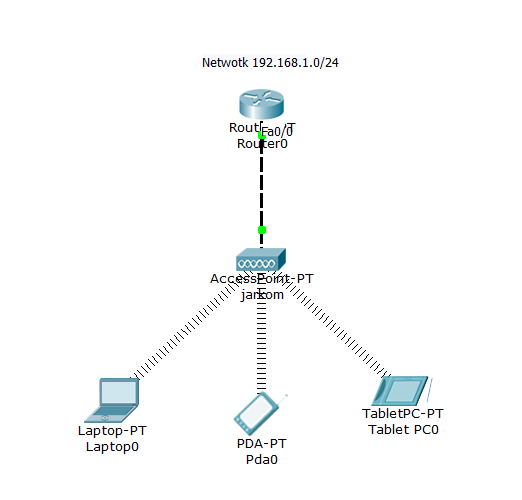 Netwotk 192.168.1.0/24
Fa0/0
Router0
AccessPoint-PT
jarkom
Laptop-PT
Laptop0
PDA-PT
Pda0
TabletPC-PT
Tablet PC0